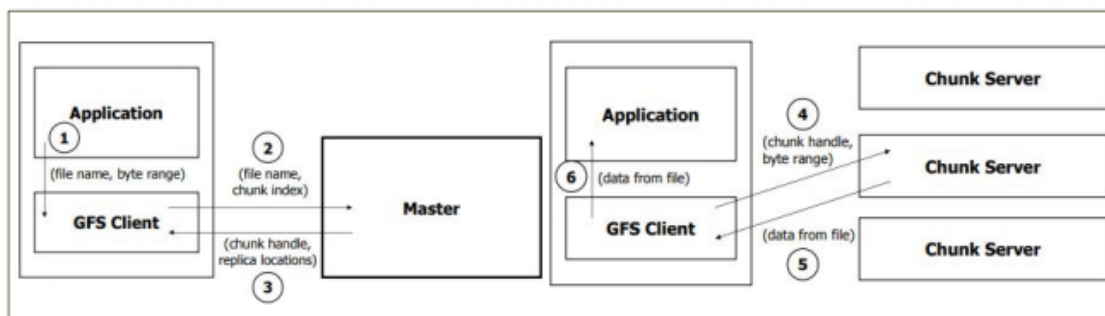 Application
1
(file name, byte range)
GFS Client
2
(file name,
chunk index)
(chunk handle,
replica locations)
3
Master
Application
6
(data from file)
GFS Client
4
(chunk handle,
byte range)
(data from file)
5
Chunk Server
Chunk Server
Chunk Server